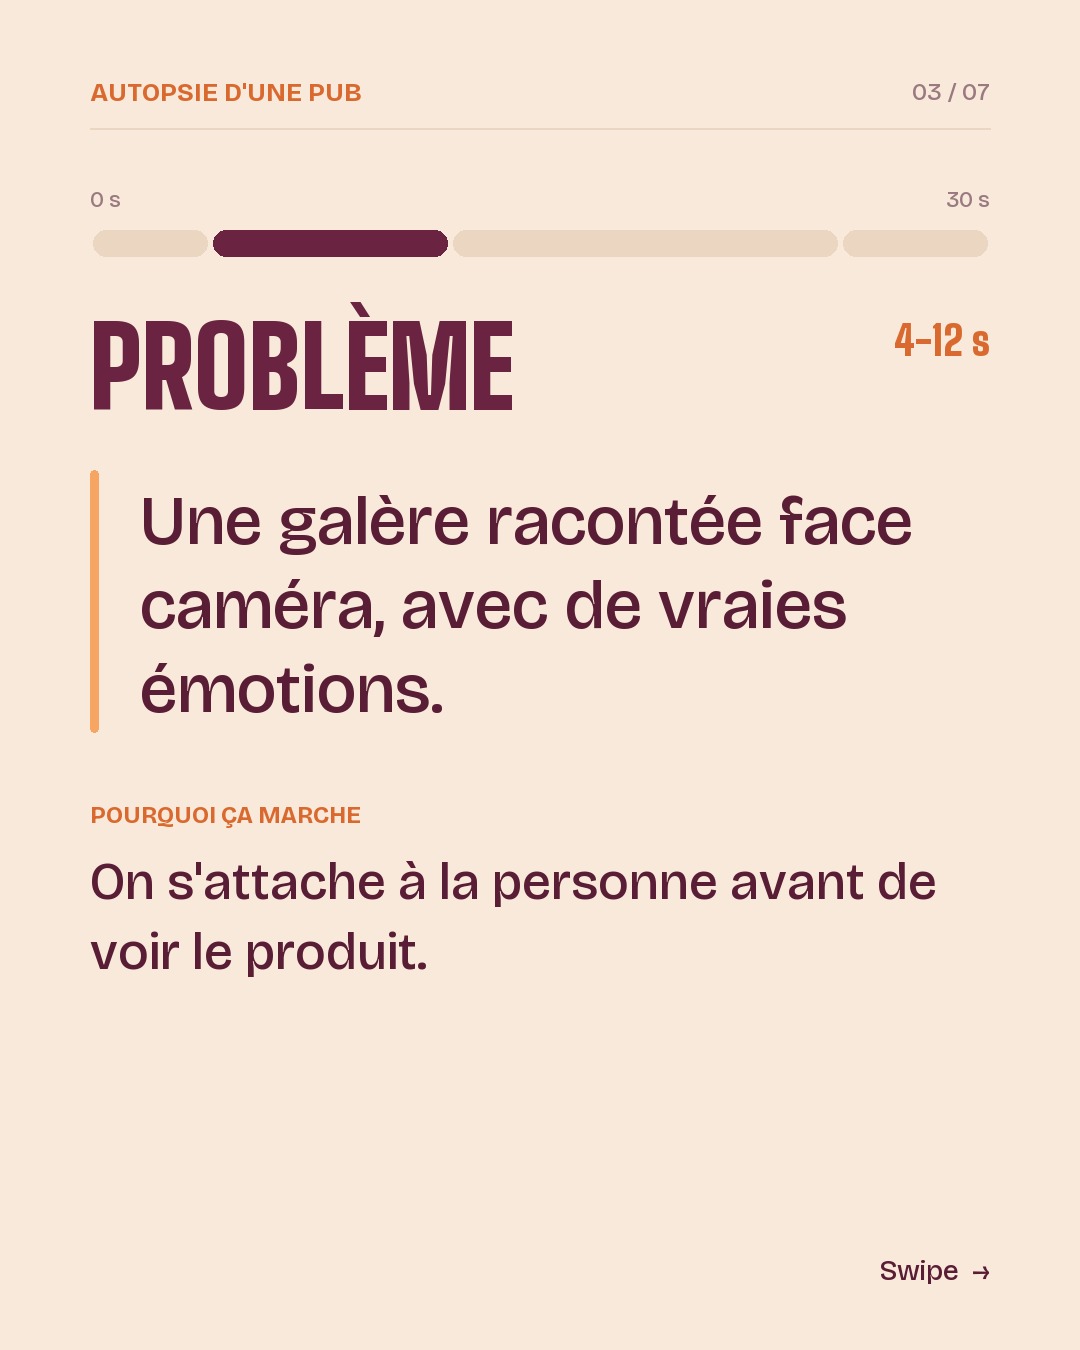 AUTOPSIE D'UNE PUB
03 / 07
0 s
30 s
PROBLÈME
4–12 s
Une galère racontée face
caméra, avec de vraies
émotions.
POURQUOI ÇA MARCHE
On s'attache à la personne avant de
voir le produit.
Swipe →